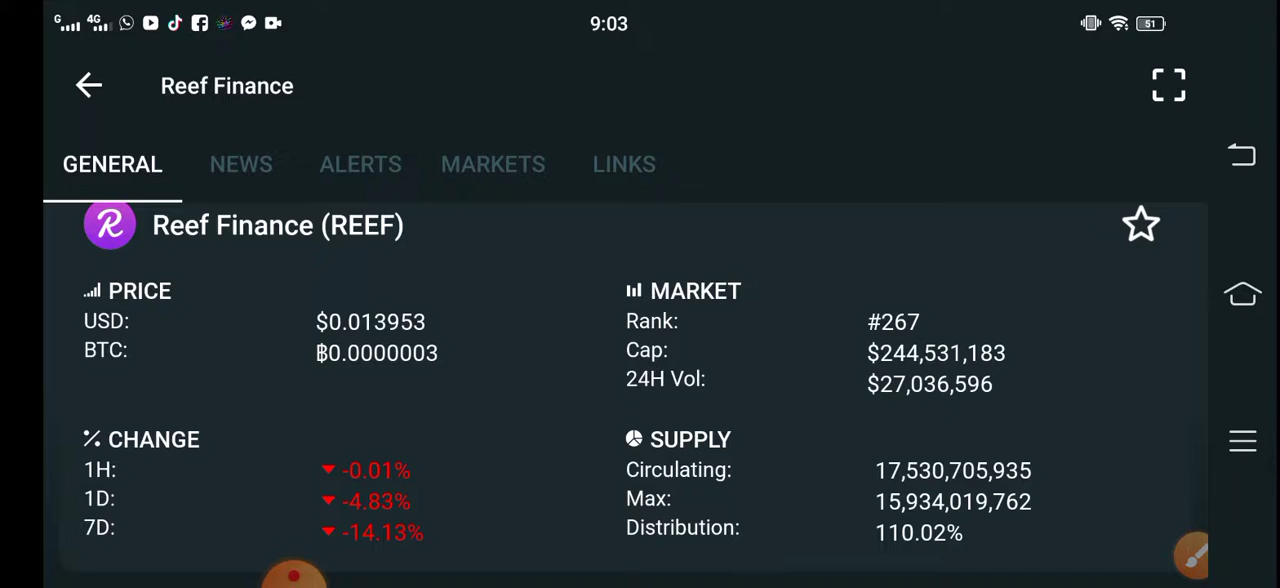 G 4G 9:03 51
Reef Finance
GENERAL NEWS ALERTS MARKETS LINKS
R Reef Finance (REEF)
PRICE
USD: $0.013953
BTC: ฿0.0000003
MARKET
Rank: #267
Cap: $244,531,183
24H Vol: $27,036,596
CHANGE
1H: -0.01%
1D: -4.83%
7D: -14.13%
SUPPLY
Circulating: 17,530,705,935
Max: 15,934,019,762
Distribution: 110.02%